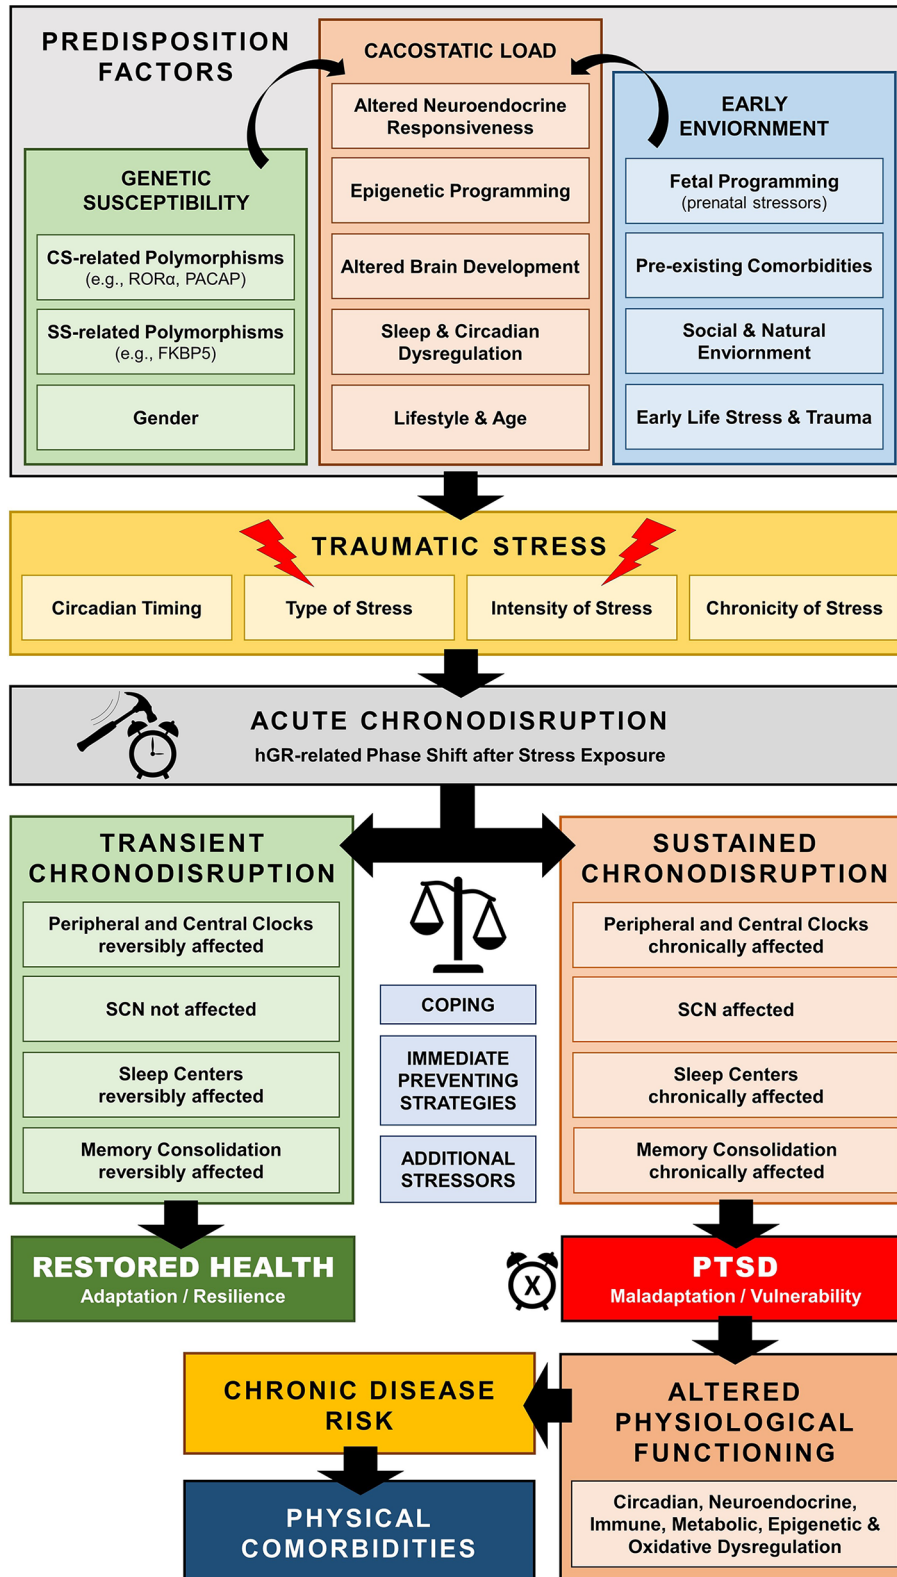 PREDISPOSITION
FACTORS
GENETIC
SUSCEPTIBILITY
CS-related Polymorphisms
(e.g., RORα, PACAP)
SS-related Polymorphisms
(e.g., FKBP5)
Gender
CACOSTATIC LOAD
Altered Neuroendocrine
Responsiveness
Epigenetic Programming
Altered Brain Development
Sleep & Circadian
Dysregulation
Lifestyle & Age
EARLY
ENVIORNMENT
Fetal Programming
(prenatal stressors)
Pre-existing Comorbidities
Social & Natural
Enviornment
Early Life Stress & Trauma
TRAUMATIC STRESS
Circadian Timing
Type of Stress
Intensity of Stress
Chronicity of Stress
ACUTE CHRONODISRUPTION
hGR-related Phase Shift after Stress Exposure
TRANSIENT
CHRONODISRUPTION
Peripheral and Central Clocks
reversibly affected
SCN not affected
Sleep Centers
reversibly affected
Memory Consolidation
reversibly affected
COPING
IMMEDIATE
PREVENTING
STRATEGIES
ADDITIONAL
STRESSORS
SUSTAINED
CHRONODISRUPTION
Peripheral and Central Clocks
chronically affected
SCN affected
Sleep Centers
chronically affected
Memory Consolidation
chronically affected
RESTORED HEALTH
Adaptation / Resilience
X
PTSD
Maladaptation / Vulnerability
ALTERED
PHYSIOLOGICAL
FUNCTIONING
Circadian, Neuroendocrine,
Immune, Metabolic, Epigenetic &
Oxidative Dysregulation
CHRONIC DISEASE
RISK
PHYSICAL
COMORBIDITIES